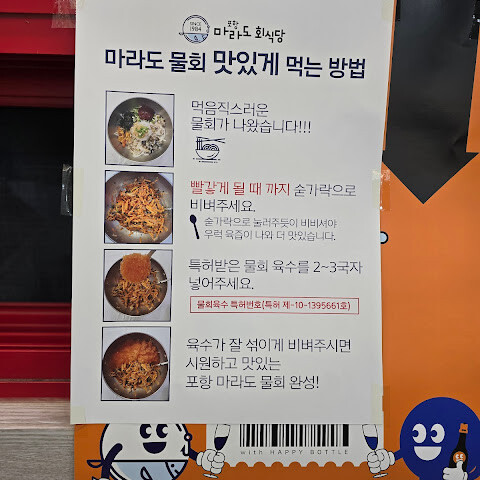 SINCE
1984
포항
마라도 회식당
마라도 물회 맛있게 먹는 방법
먹음직스러운
물회가 나왔습니다!!!
빨갛게 될 때 까지 숟가락으로
비벼주세요.
숟가락으로 눌러주듯이 비비셔야
우럭 육즙이 나와 더 맛있습니다.
특허받은 물회 육수를 2~3국자
넣어주세요.
물회육수 특허번호(특허 제-10-1395661호)
육수가 잘 섞이게 비벼주시면
시원하고 맛있는
포항 마라도 물회 완성!
with HAPPY BOTTLE